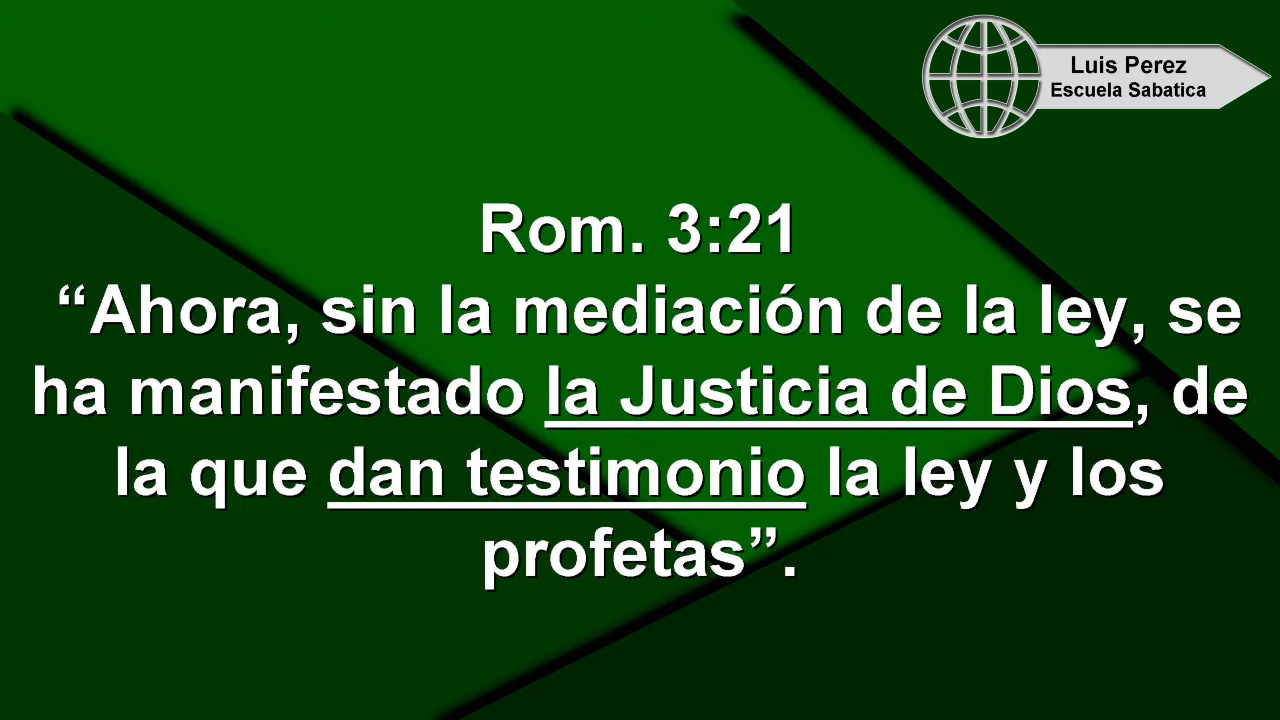 Luis Perez
Escuela Sabatica
Rom. 3:21
“Ahora, sin la mediación de la ley, se
ha manifestado la Justicia de Dios, de
la que dan testimonio la ley y los
profetas”.